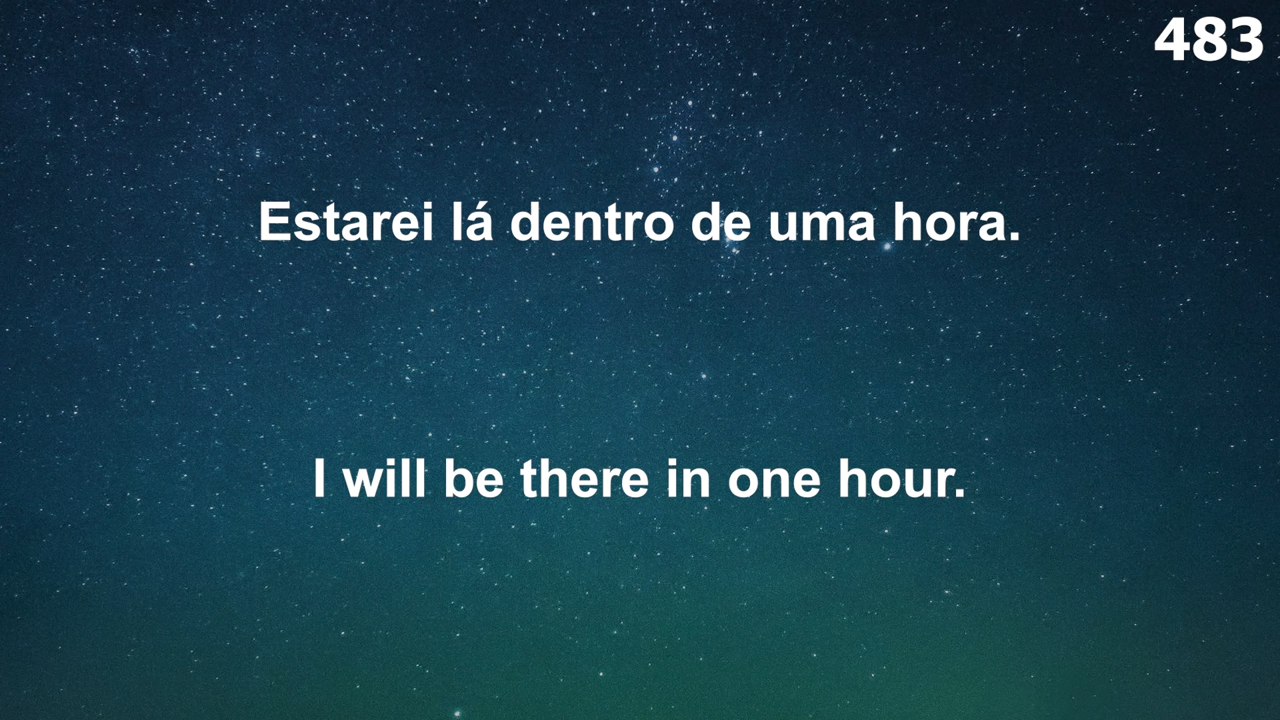 483
Estarei lá dentro de uma hora.
I will be there in one hour.